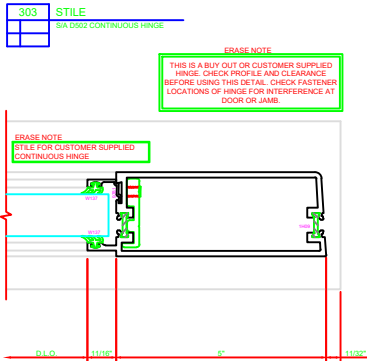 303 STILE
S/A D502 CONTINUOUS HINGE
ERASE NOTE
THIS IS A BUY OUT OR CUSTOMER SUPPLIED
HINGE. CHECK PROFILE AND CLEARANCE
BEFORE USING THIS DETAIL. CHECK FASTENER
LOCATIONS OF HINGE FOR INTERFERENCE AT
DOOR OR JAMB.
ERASE NOTE
STILE FOR CUSTOMER SUPPLIED
CONTINUOUS HINGE
W137
W137
D.L.O. 11/16" 5" 11/32"